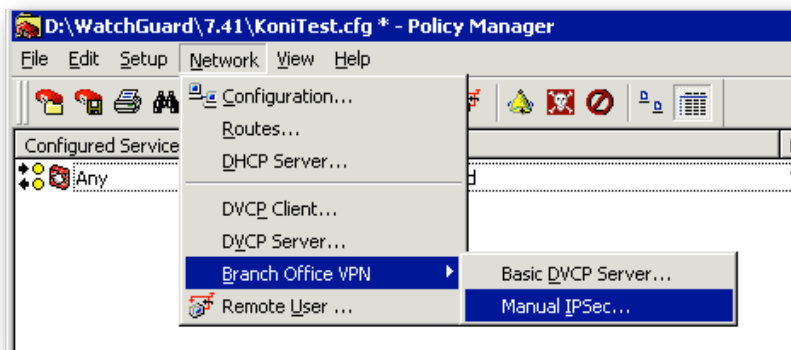 D:\WatchGuard\7.41\KoniTest.cfg * - Policy Manager
File Edit Setup Network View Help
Configuration...
Routes...
Configured Service
DHCP Server...
Any
DVCP Client...
DVCP Server...
Branch Office VPN
Basic DVCP Server...
Remote User ...
Manual IPSec...